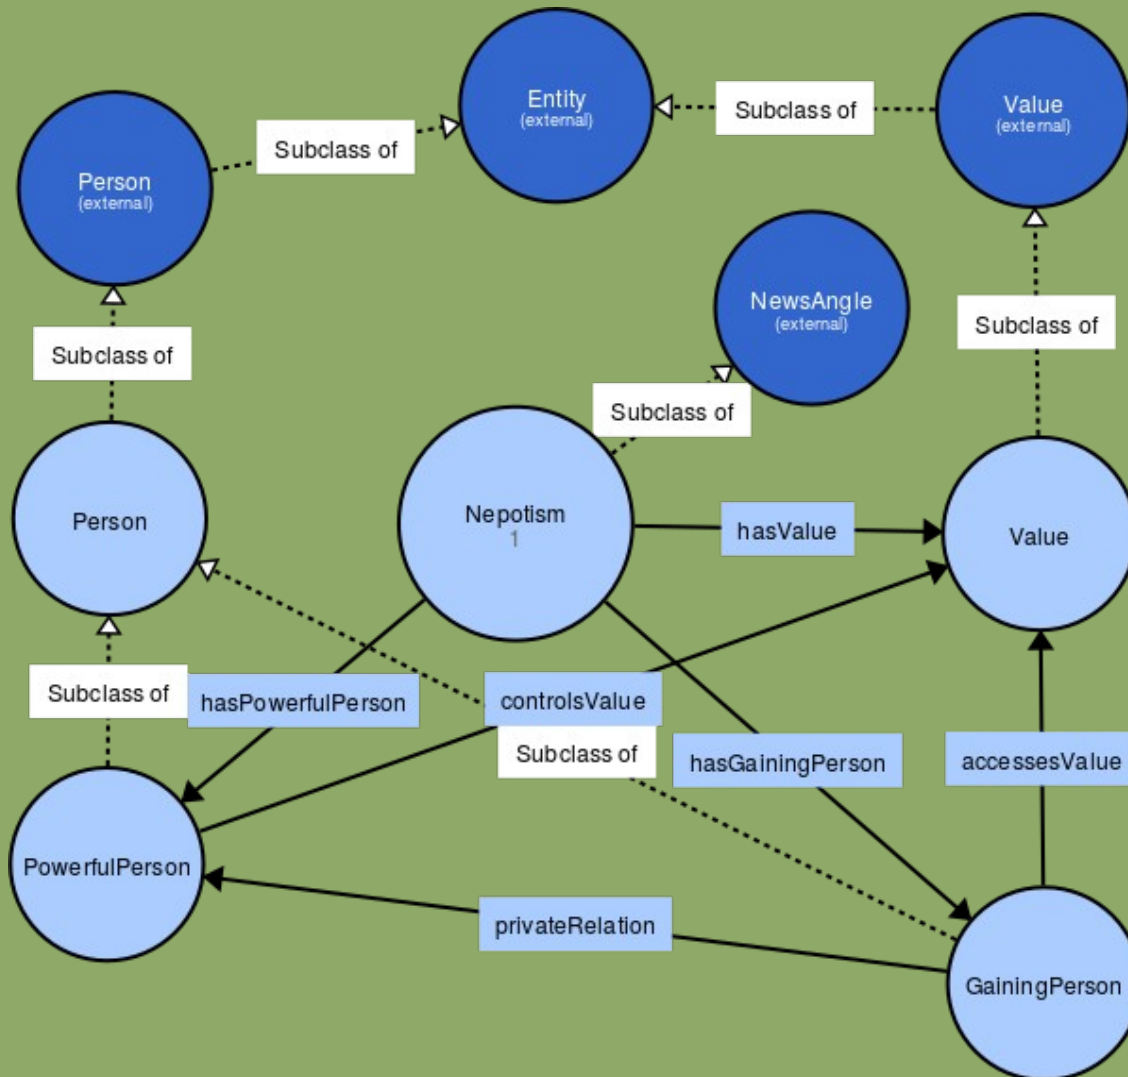 Entity
(external)
Subclass of
Value
(external)
Subclass of
Person
(external)
NewsAngle
(external)
Subclass of
Subclass of
Subclass of
Person
Nepotism
1
hasValue
Value
Subclass of
hasPowerfulPerson
controlsValue
Subclass of
hasGainingPerson
accessesValue
PowerfulPerson
privateRelation
GainingPerson